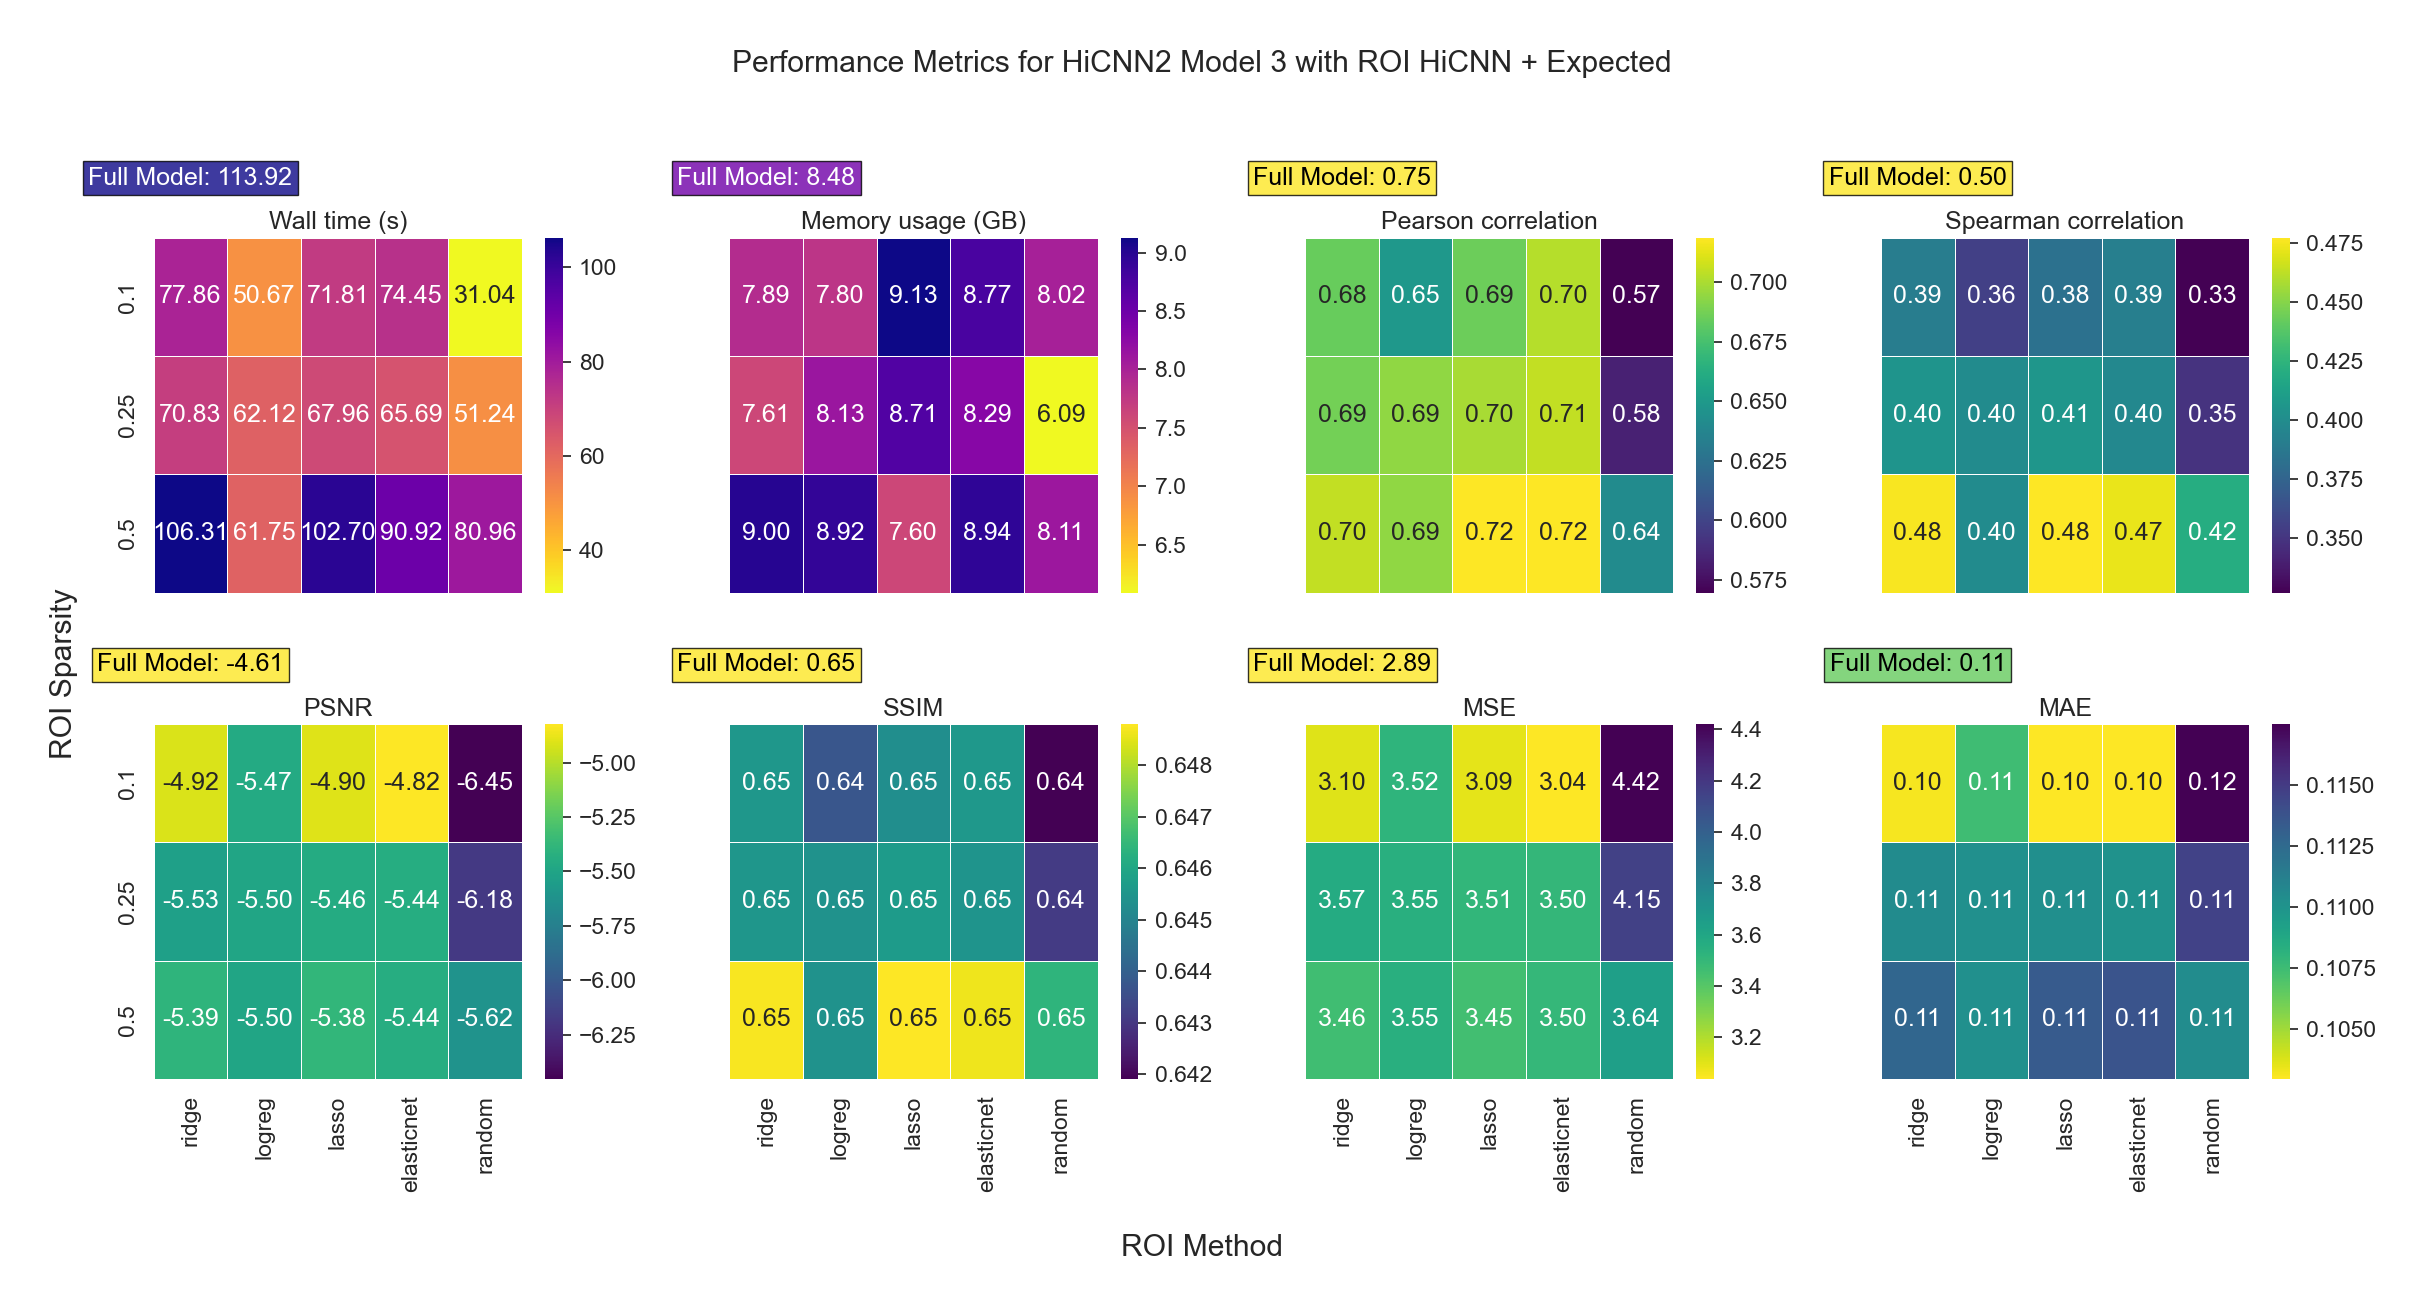 Performance Metrics for HiCNN2 Model 3 with ROI HiCNN + Expected
Full Model: 113.92
Wall time (s)
0.1
77.86 50.67 71.81 74.45 31.04
0.25
70.83 62.12 67.96 65.69 51.24
0.5
106.31 61.75 102.70 90.92 80.96
100
80
60
40
Full Model: 8.48
Memory usage (GB)
7.89 7.80 9.13 8.77 8.02
7.61 8.13 8.71 8.29 6.09
9.00 8.92 7.60 8.94 8.11
9.0
8.5
8.0
7.5
7.0
6.5
Full Model: 0.75
Pearson correlation
0.68 0.65 0.69 0.70 0.57
0.69 0.69 0.70 0.71 0.58
0.70 0.69 0.72 0.72 0.64
0.700
0.675
0.650
0.625
0.600
0.575
Full Model: 0.50
Spearman correlation
0.39 0.36 0.38 0.39 0.33
0.40 0.40 0.41 0.40 0.35
0.48 0.40 0.48 0.47 0.42
0.475
0.450
0.425
0.400
0.375
0.350
ROI Sparsity
Full Model: -4.61
PSNR
0.1
-4.92 -5.47 -4.90 -4.82 -6.45
0.25
-5.53 -5.50 -5.46 -5.44 -6.18
0.5
-5.39 -5.50 -5.38 -5.44 -5.62
−5.00
−5.25
−5.50
−5.75
−6.00
−6.25
ridge logreg lasso elasticnet random
Full Model: 0.65
SSIM
0.65 0.64 0.65 0.65 0.64
0.65 0.65 0.65 0.65 0.64
0.65 0.65 0.65 0.65 0.65
0.648
0.647
0.646
0.645
0.644
0.643
0.642
ridge logreg lasso elasticnet random
Full Model: 2.89
MSE
3.10 3.52 3.09 3.04 4.42
3.57 3.55 3.51 3.50 4.15
3.46 3.55 3.45 3.50 3.64
4.4
4.2
4.0
3.8
3.6
3.4
3.2
ridge logreg lasso elasticnet random
Full Model: 0.11
MAE
0.10 0.11 0.10 0.10 0.12
0.11 0.11 0.11 0.11 0.11
0.11 0.11 0.11 0.11 0.11
0.1150
0.1125
0.1100
0.1075
0.1050
ridge logreg lasso elasticnet random
ROI Method